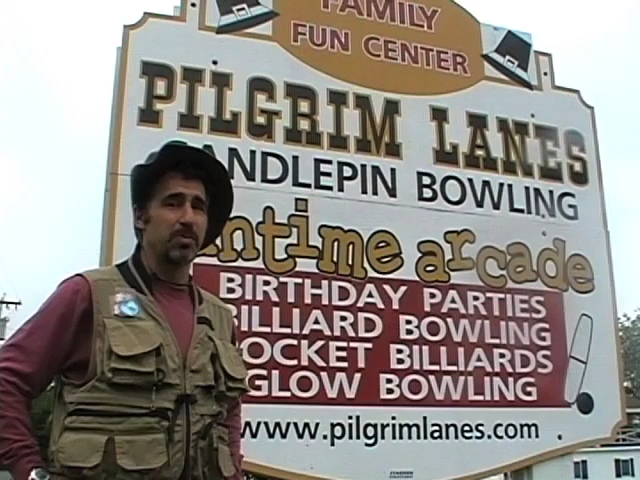 FAMILY
FUN CENTER
PILGRIM LANES
ANDLEPIN BOWLING
ntime arcade
BIRTHDAY PARTIES
BILLIARD BOWLING
OCKET BILLIARDS
GLOW BOWLING
www.pilgrimlanes.com